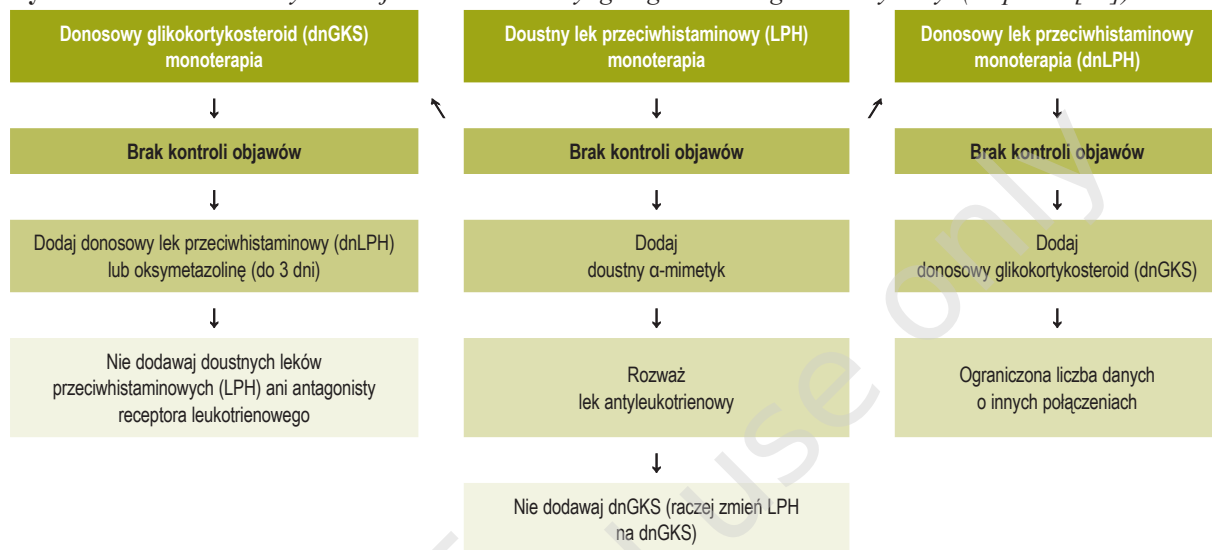 Donosowy glikokortykosteroid (dnGKS)
monoterapia
Doustny lek przeciwhistaminowy (LPH)
monoterapia
Donosowy lek przeciwhistaminowy
monoterapia (dnLPH)
Brak kontroli objawów
Brak kontroli objawów
Brak kontroli objawów
Dodaj donosowy lek przeciwhistaminowy (dnLPH)
lub oksymetazolinę (do 3 dni)
Dodaj
doustny α-mimetyk
Dodaj
donosowy glikokortykosteroid (dnGKS)
Nie dodawaj doustnych leków
przeciwhistaminowych (LPH) ani antagonisty
receptora leukotrienowego
Rozważ
lek antyleukotrienowy
Ograniczona liczba danych
o innych połączeniach
Nie dodawaj dnGKS (raczej zmień LPH
na dnGKS)
use only